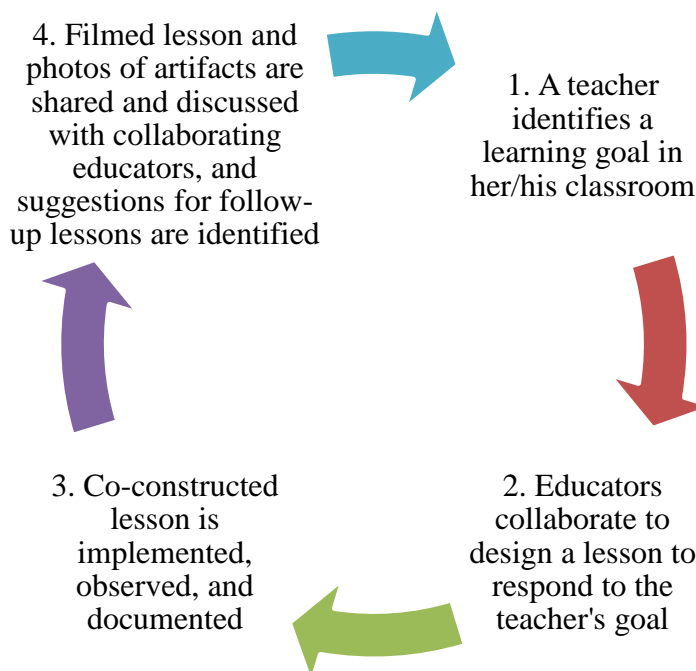 1. A teacher
identifies a
learning goal in
her/his classroom
2. Educators
collaborate to
design a lesson to
respond to the
teacher's goal
3. Co-constructed
lesson is
implemented,
observed, and
documented
4. Filmed lesson and
photos of artifacts are
shared and discussed
with collaborating
educators, and
suggestions for follow-
up lessons are identified